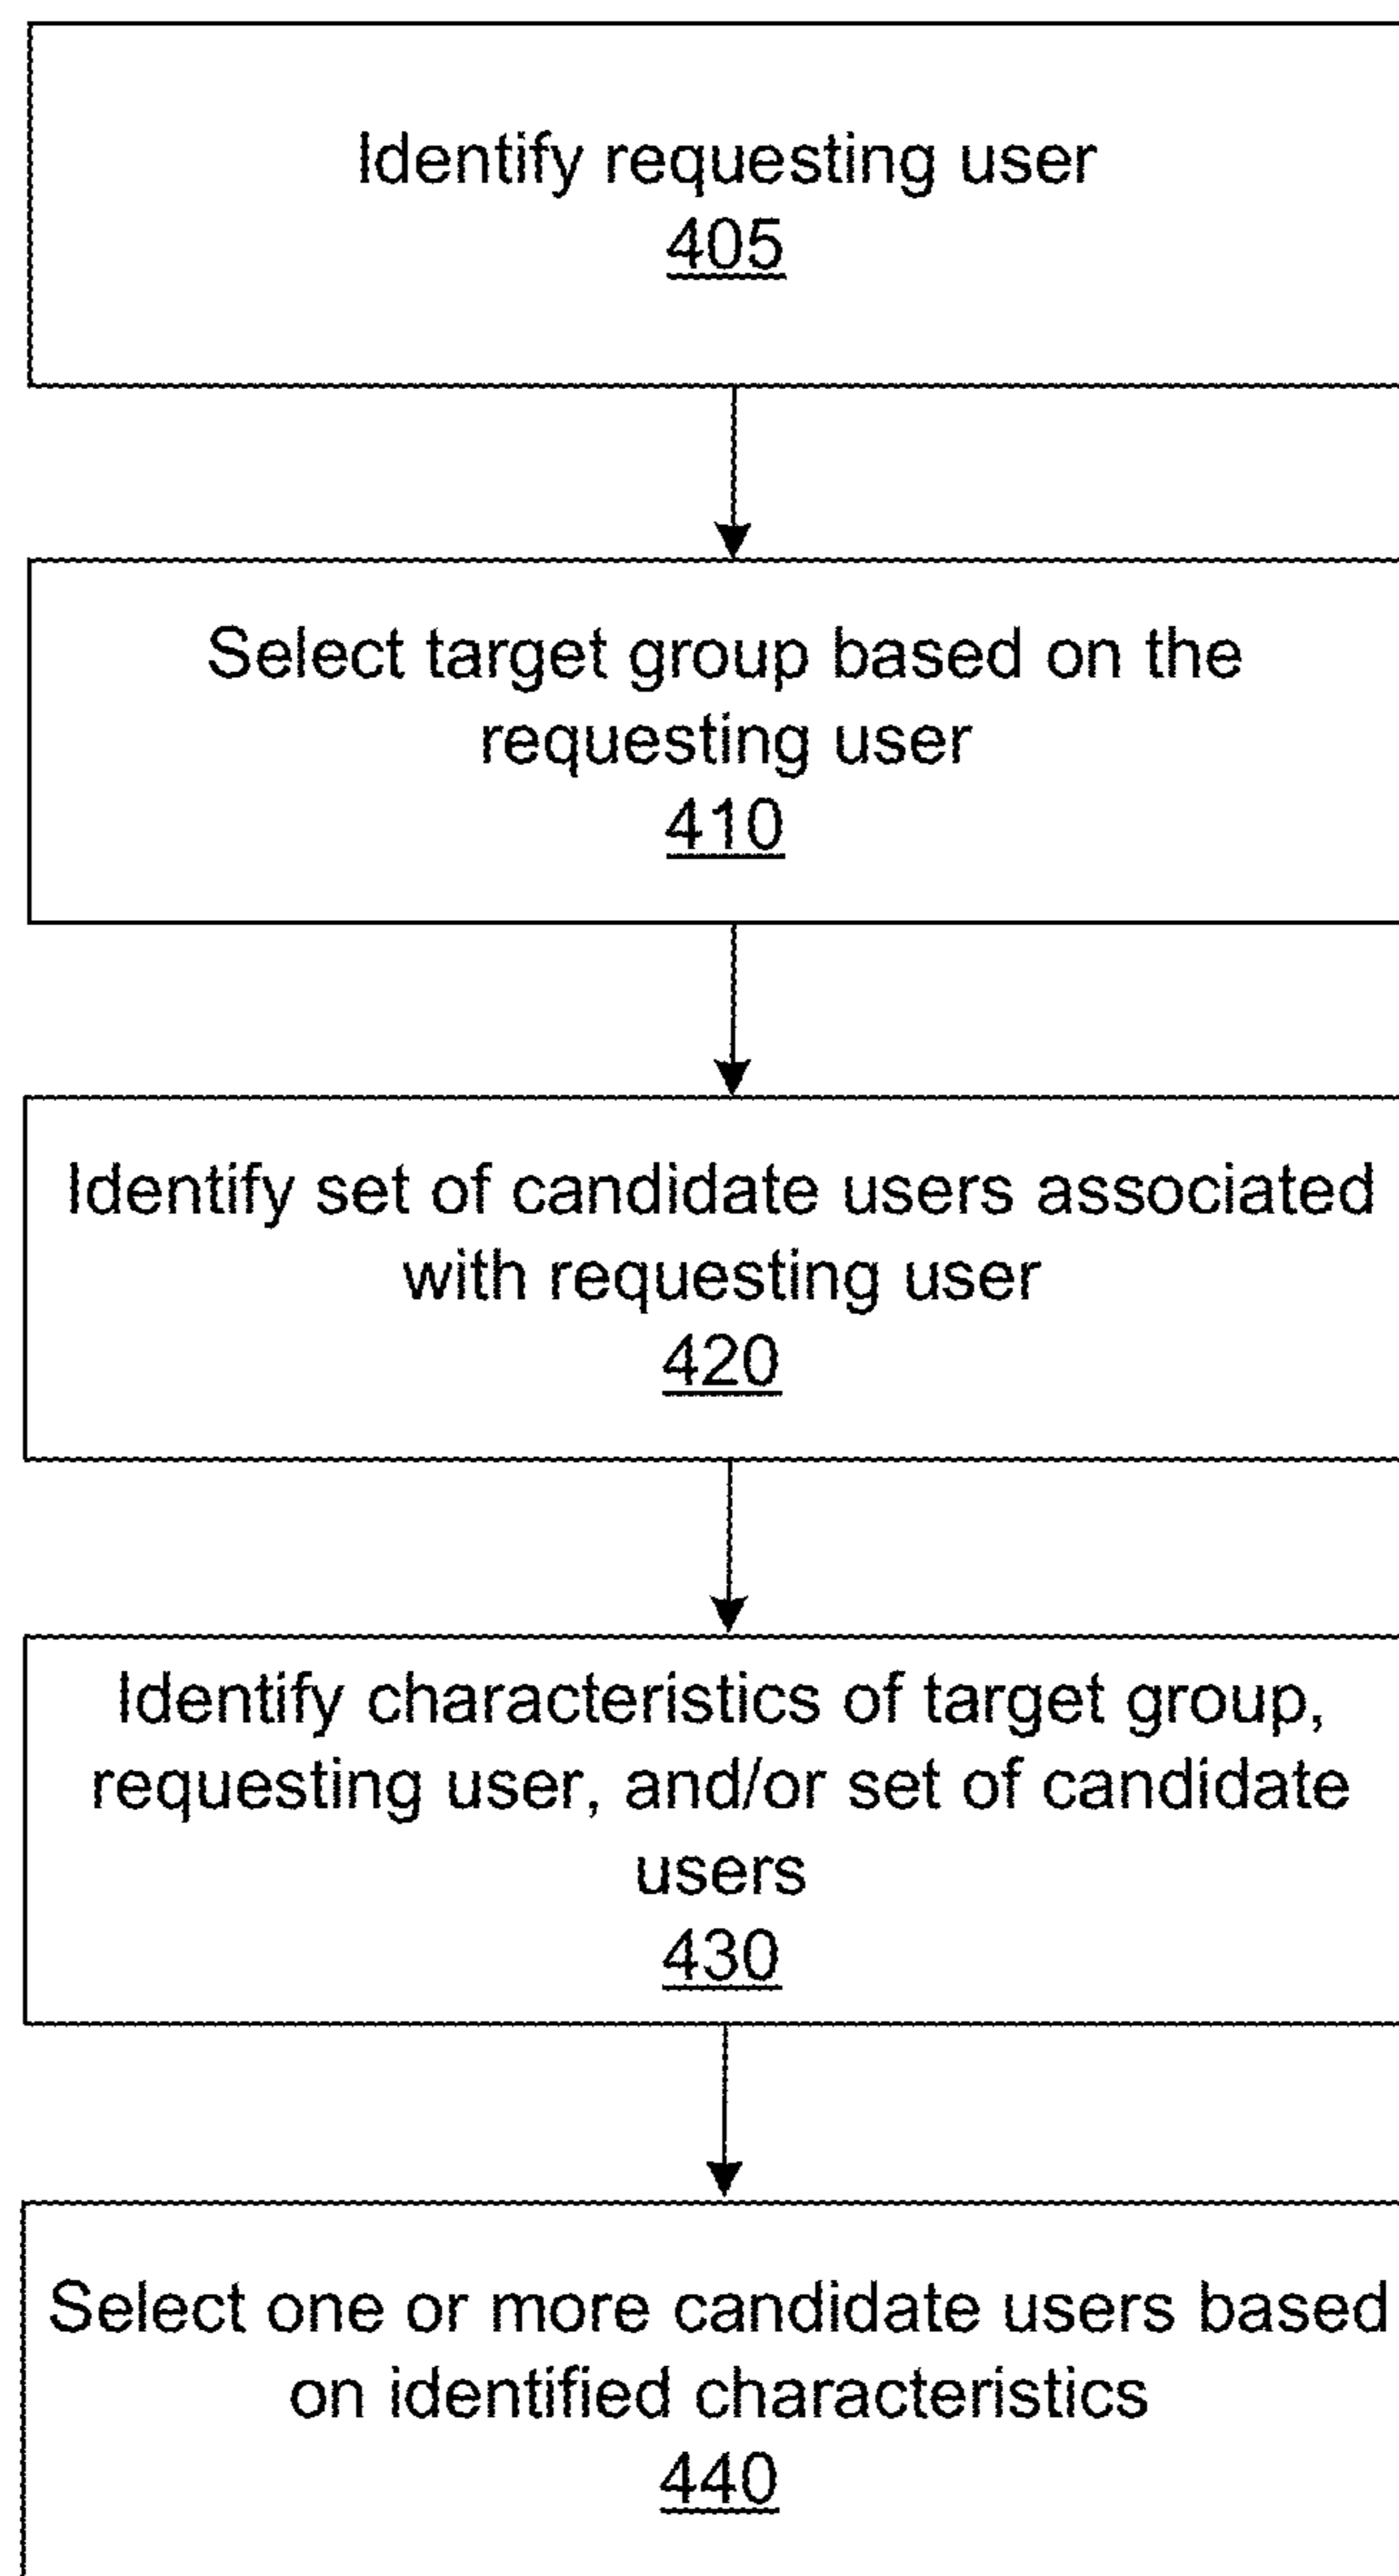 Identify requesting user
405
Select target group based on the
requesting user
410
Identify set of candidate users associated
with requesting user
420
Identify characteristics of target group,
requesting user, and/or set of candidate
users
430
Select one or more candidate users based
on identified characteristics
440